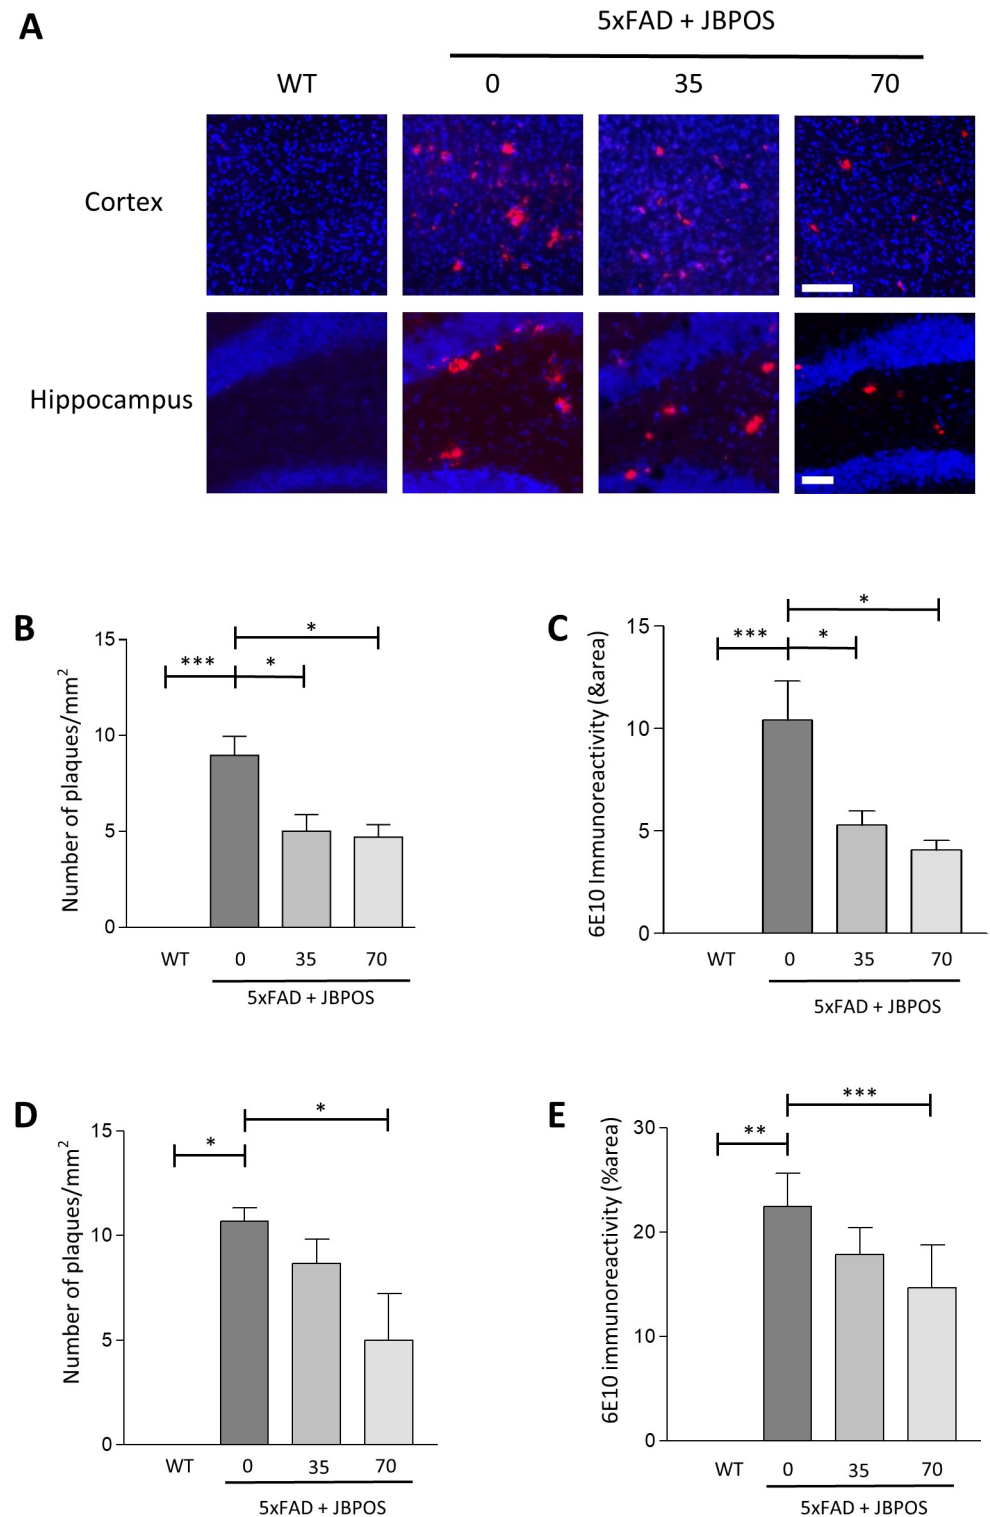 A
5xFAD + JBPOS
WT 0 35 70
Cortex
Hippocampus
B
* 
*** *
Number of plaques/mm²
15
10
5
0
WT 0 35 70
5xFAD + JBPOS
C
*
*** *
6E10 Immunoreactivity (&area)
15
10
5
0
WT 0 35 70
5xFAD + JBPOS
D
*
*
Number of plaques/mm²
15
10
5
0
WT 0 35 70
5xFAD + JBPOS
E
***
**
6E10 immunoreactivity (%area)
30
20
10
0
WT 0 35 70
5xFAD + JBPOS